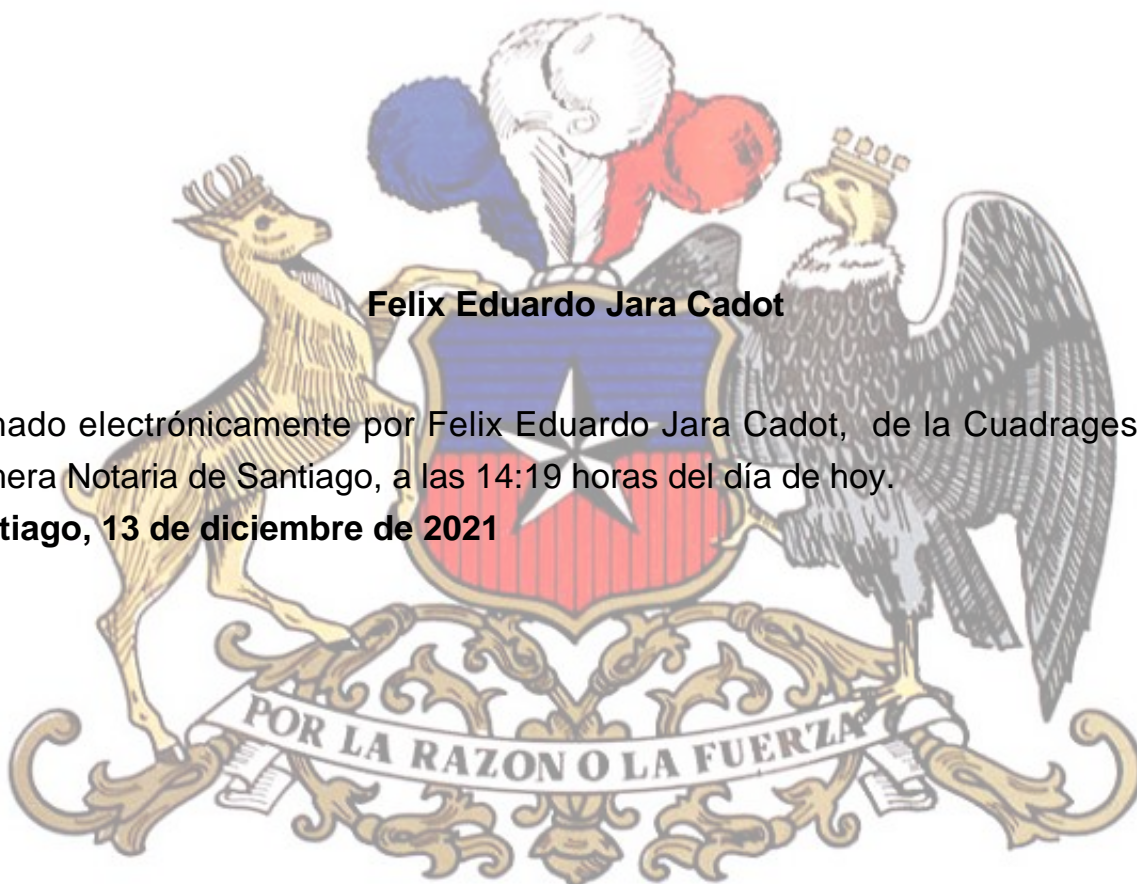 Felix Eduardo Jara Cadot
nado electrónicamente por Felix Eduardo Jara Cadot, de la Cuadrages
nera Notaria de Santiago, a las 14:19 horas del día de hoy.
tiago, 13 de diciembre de 2021
POR LA RAZON O LA FUERZA